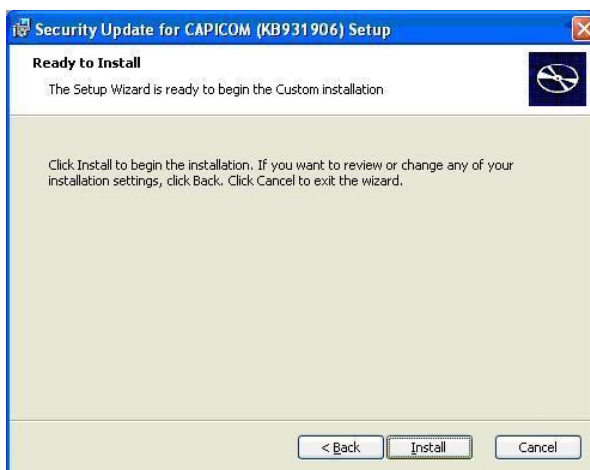 Security Update for CAPICOM (KB931906) Setup
Ready to Install
The Setup Wizard is ready to begin the Custom installation
Click Install to begin the installation. If you want to review or change any of your
installation settings, click Back. Click Cancel to exit the wizard.
< Back
Install
Cancel